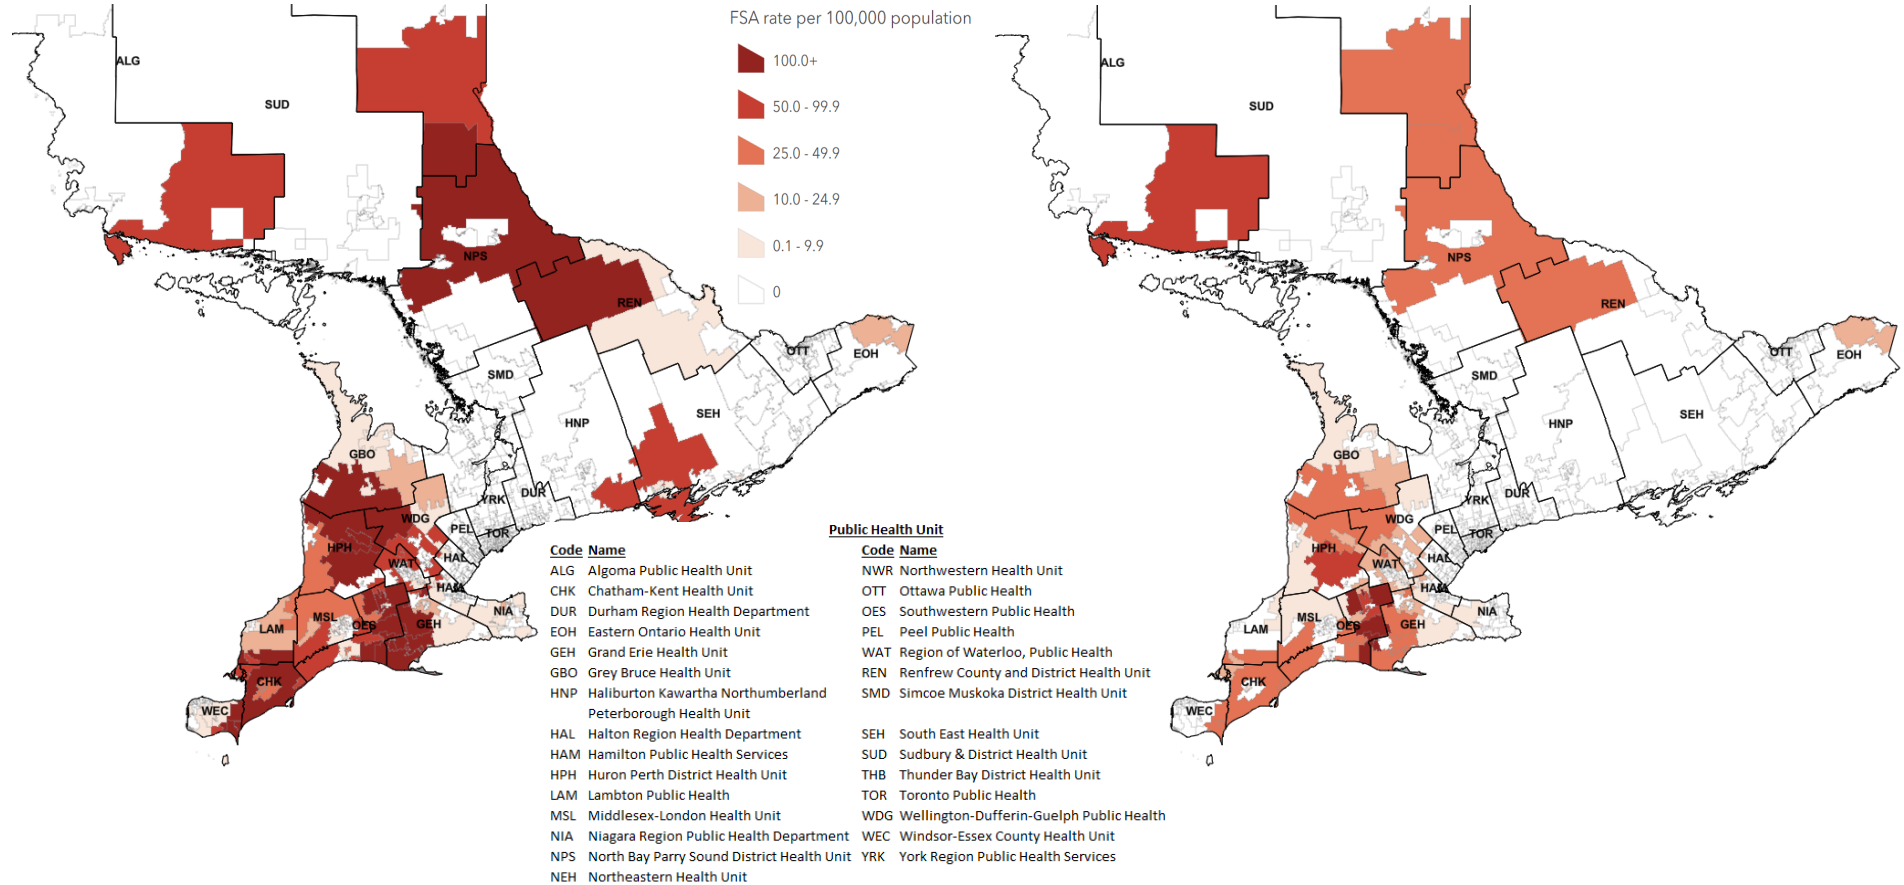 FSA rate per 100,000 population
100.0+
50.0 - 99.9
25.0 - 49.9
10.0 - 24.9
0.1 - 9.9
0
ALG
SUD
NPS
REN
OTT
EOH
SMD
HNP
SEH
GBO
YRK
DUR
WDG
PEL
TOR
HPH
HAL
WAT
HAM
NIA
MSL
OES
GEH
LAM
CHK
WEC
ALG
SUD
NPS
REN
OTT
EOH
SMD
HNP
SEH
GBO
YRK
DUR
WDG
PEL
TOR
HPH
HAL
WAT
HAM
NIA
MSL
OES
GEH
LAM
CHK
WEC
Public Health Unit
Code Name
ALG Algoma Public Health Unit
CHK Chatham-Kent Health Unit
DUR Durham Region Health Department
EOH Eastern Ontario Health Unit
GEH Grand Erie Health Unit
GBO Grey Bruce Health Unit
HNP Haliburton Kawartha Northumberland
Peterborough Health Unit
HAL Halton Region Health Department
HAM Hamilton Public Health Services
HPH Huron Perth District Health Unit
LAM Lambton Public Health
MSL Middlesex-London Health Unit
NIA Niagara Region Public Health Department
NPS North Bay Parry Sound District Health Unit
NEH Northeastern Health Unit
Code Name
NWR Northwestern Health Unit
OTT Ottawa Public Health
OES Southwestern Public Health
PEL Peel Public Health
WAT Region of Waterloo, Public Health
REN Renfrew County and District Health Unit
SMD Simcoe Muskoka District Health Unit
SEH South East Health Unit
SUD Sudbury & District Health Unit
THB Thunder Bay District Health Unit
TOR Toronto Public Health
WDG Wellington-Dufferin-Guelph Public Health
WEC Windsor-Essex County Health Unit
YRK York Region Public Health Services